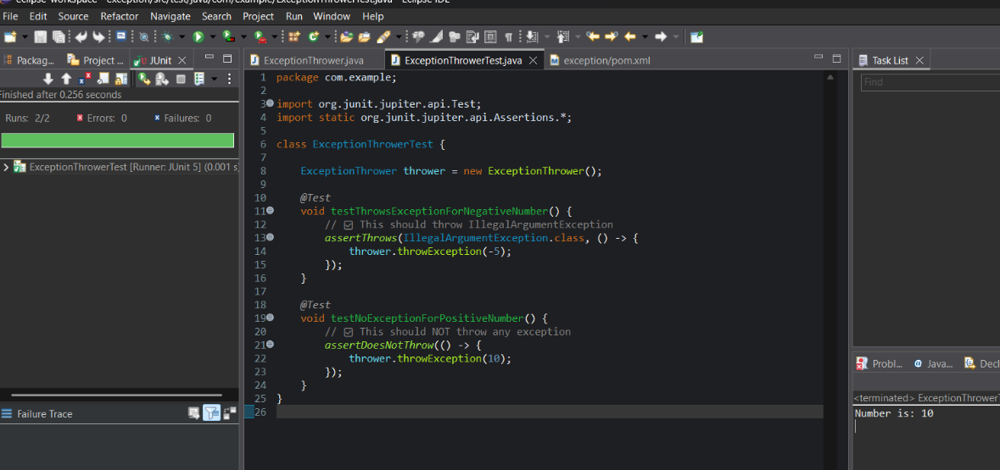 eclipse-workspace - exception/src/test/java/com/example/ExceptionThrowerTest.java - Eclipse IDE
File Edit Source Refactor Navigate Search Project Run Window Help
Packag... Project ... JUnit
Finished after 0.256 seconds
Runs: 2/2 Errors: 0 Failures: 0
ExceptionThrowerTest [Runner: JUnit 5] (0.001 s
Failure Trace
ExceptionThrower.java ExceptionThrowerTest.java exception/pom.xml
1 package com.example;
2
3 import org.junit.jupiter.api.Test;
4 import static org.junit.jupiter.api.Assertions.*;
5
6 class ExceptionThrowerTest {
7
8 ExceptionThrower thrower = new ExceptionThrower();
9
10 @Test
11 void testThrowsExceptionForNegativeNumber() {
12 // ☑ This should throw IllegalArgumentException
13 assertThrows(IllegalArgumentException.class, () -> {
14 thrower.throwException(-5);
15 });
16 }
17
18 @Test
19 void testNoExceptionForPositiveNumber() {
20 // ☑ This should NOT throw any exception
21 assertDoesNotThrow(() -> {
22 thrower.throwException(10);
23 });
24 }
25 }
26
Task List
Find
Probl... Java... Decl
<terminated> ExceptionThrowerT
Number is: 10